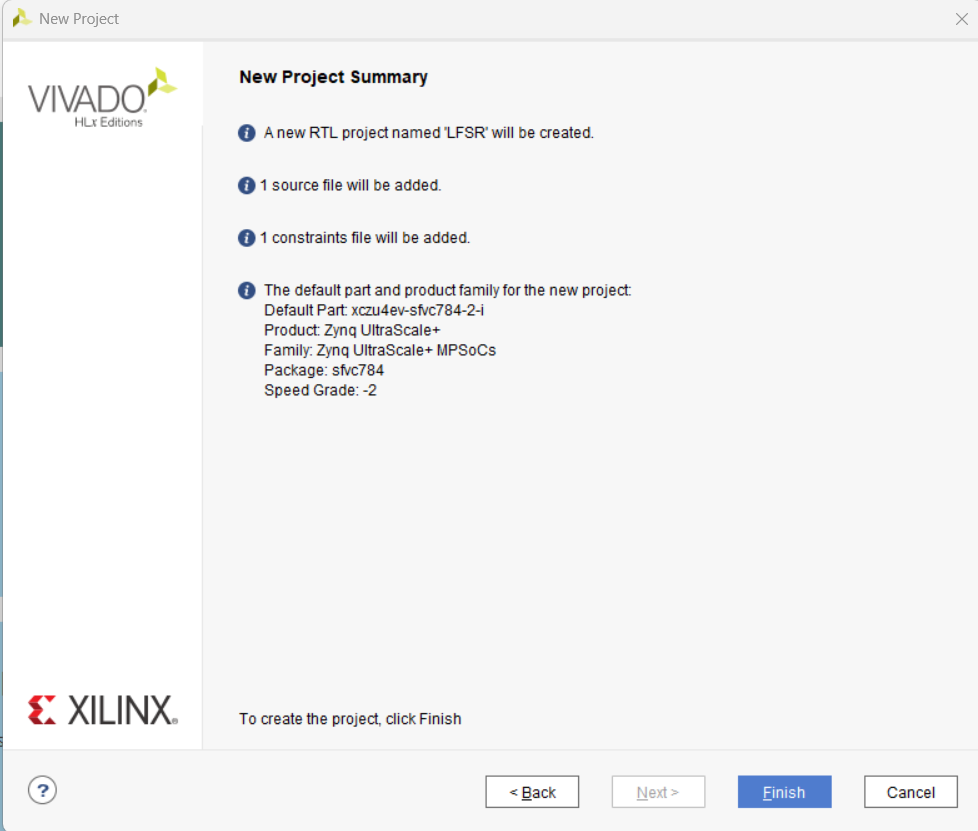 New Project
VIVADO
HLx Editions
New Project Summary
A new RTL project named 'LFSR' will be created.
1 source file will be added.
1 constraints file will be added.
The default part and product family for the new project:
Default Part: xczu4ev-sfvc784-2-i
Product: Zynq UltraScale+
Family: Zynq UltraScale+ MPSoCs
Package: sfvc784
Speed Grade: -2
XILINX
To create the project, click Finish
?
< Back
Next >
Finish
Cancel